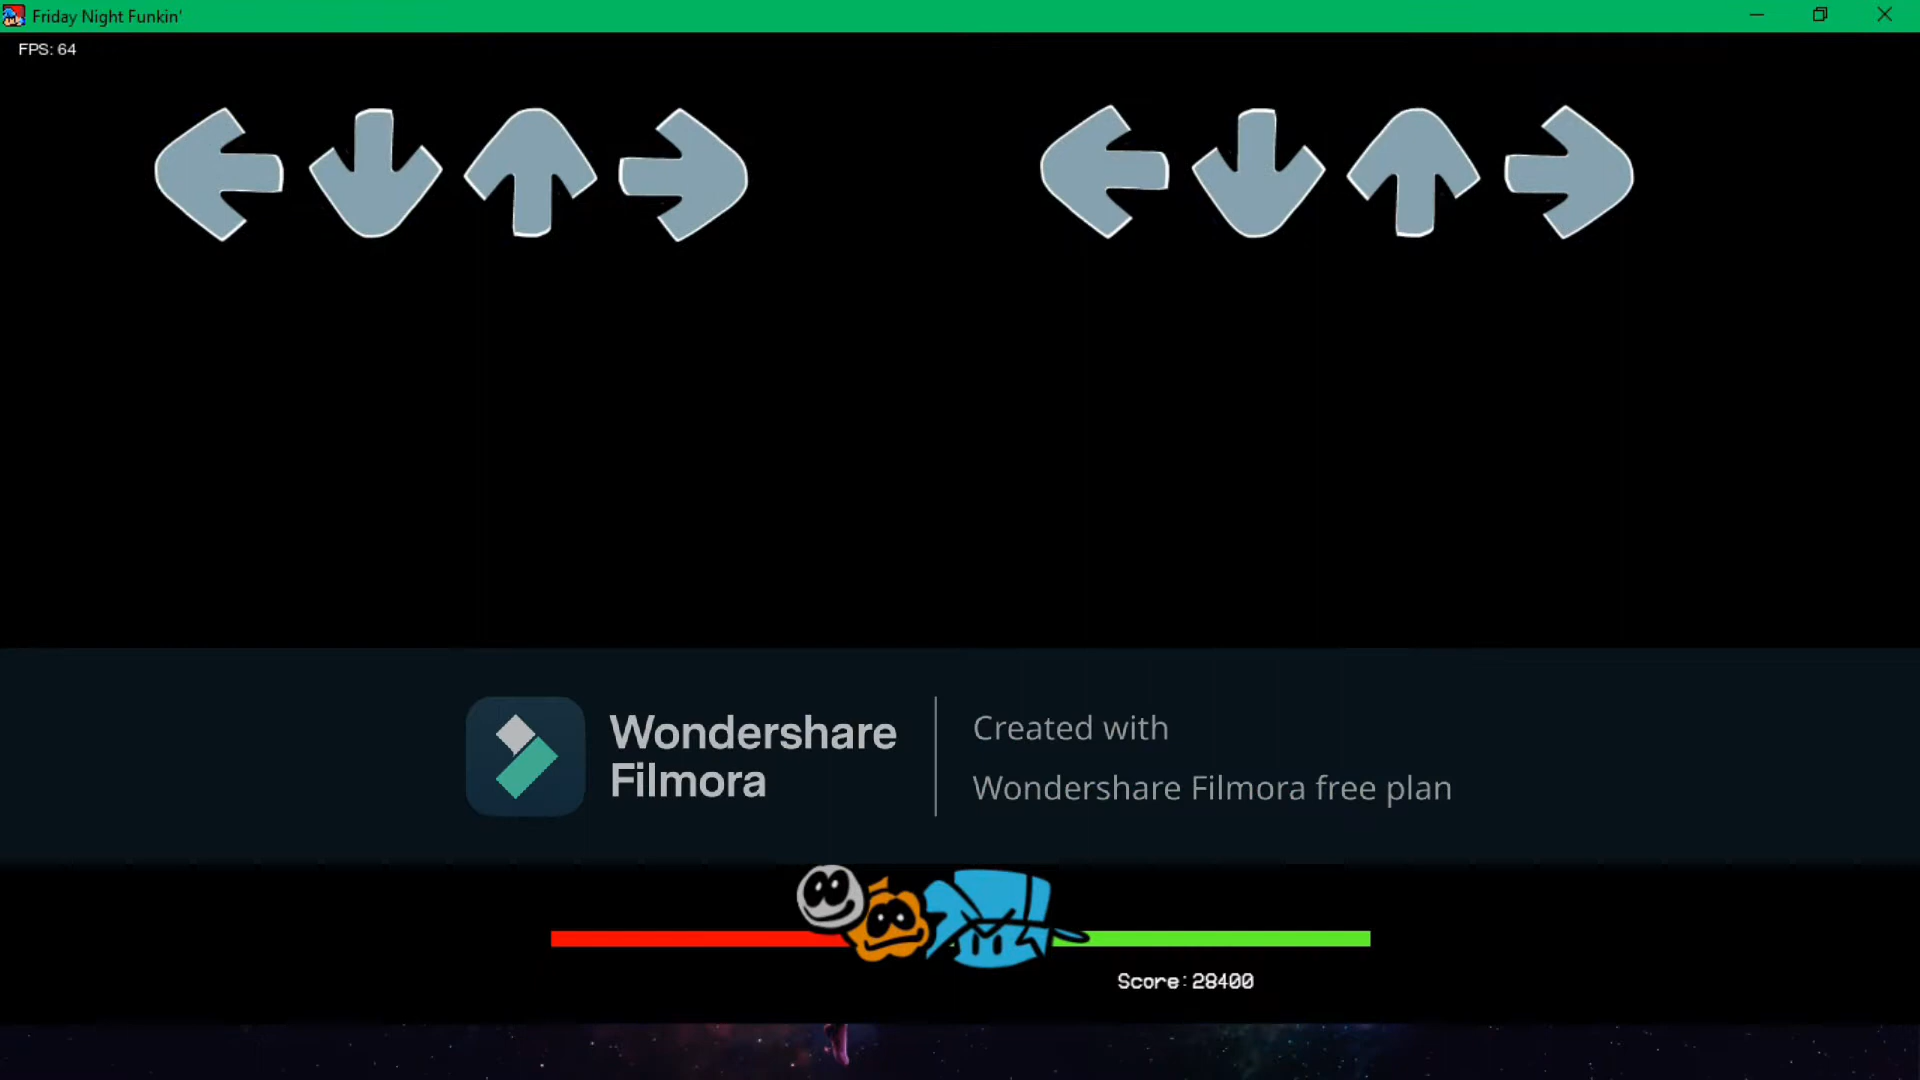 Friday Night Funkin'
FPS: 64
Wondershare
Filmora
Created with
Wondershare Filmora free plan
Score:28400